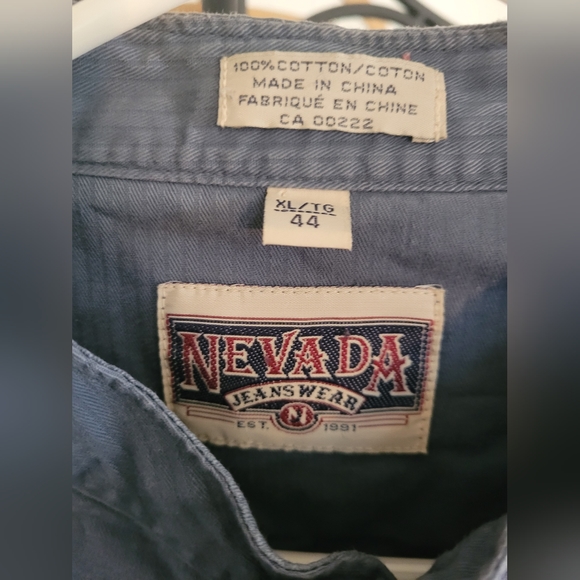 100% COTTON/COTON
MADE IN CHINA
FABRIQUÉ EN CHINE
CA 00222
XL/TG
44
NEVADA
JEANSWEAR
N
EST. 1991